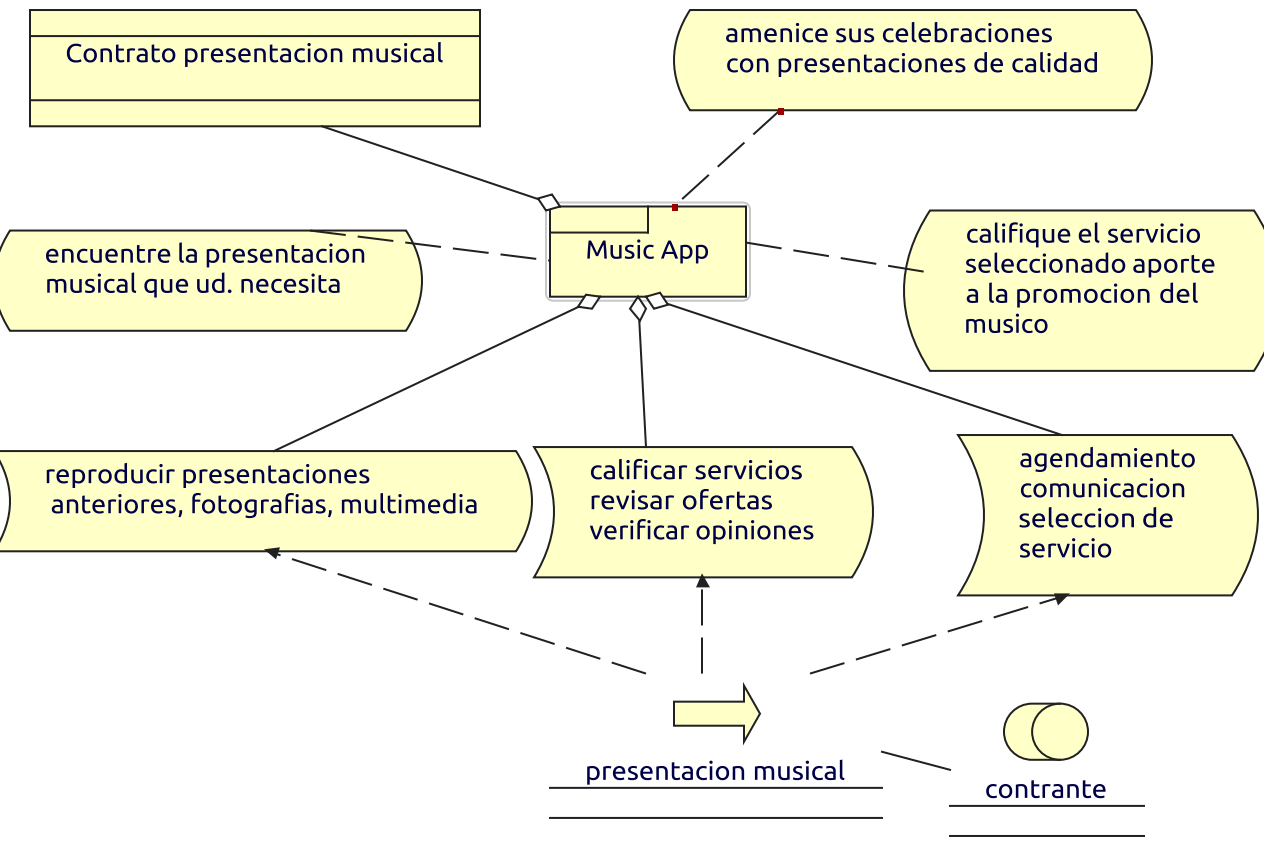 Contrato presentacion musical
amenice sus celebraciones
con presentaciones de calidad
encuentre la presentacion
musical que ud. necesita
Music App
califique el servicio
seleccionado aporte
a la promocion del
musico
reproducir presentaciones
anteriores, fotografias, multimedia
calificar servicios
revisar ofertas
verificar opiniones
agendamiento
comunicacion
seleccion de
servicio
presentacion musical
contrante